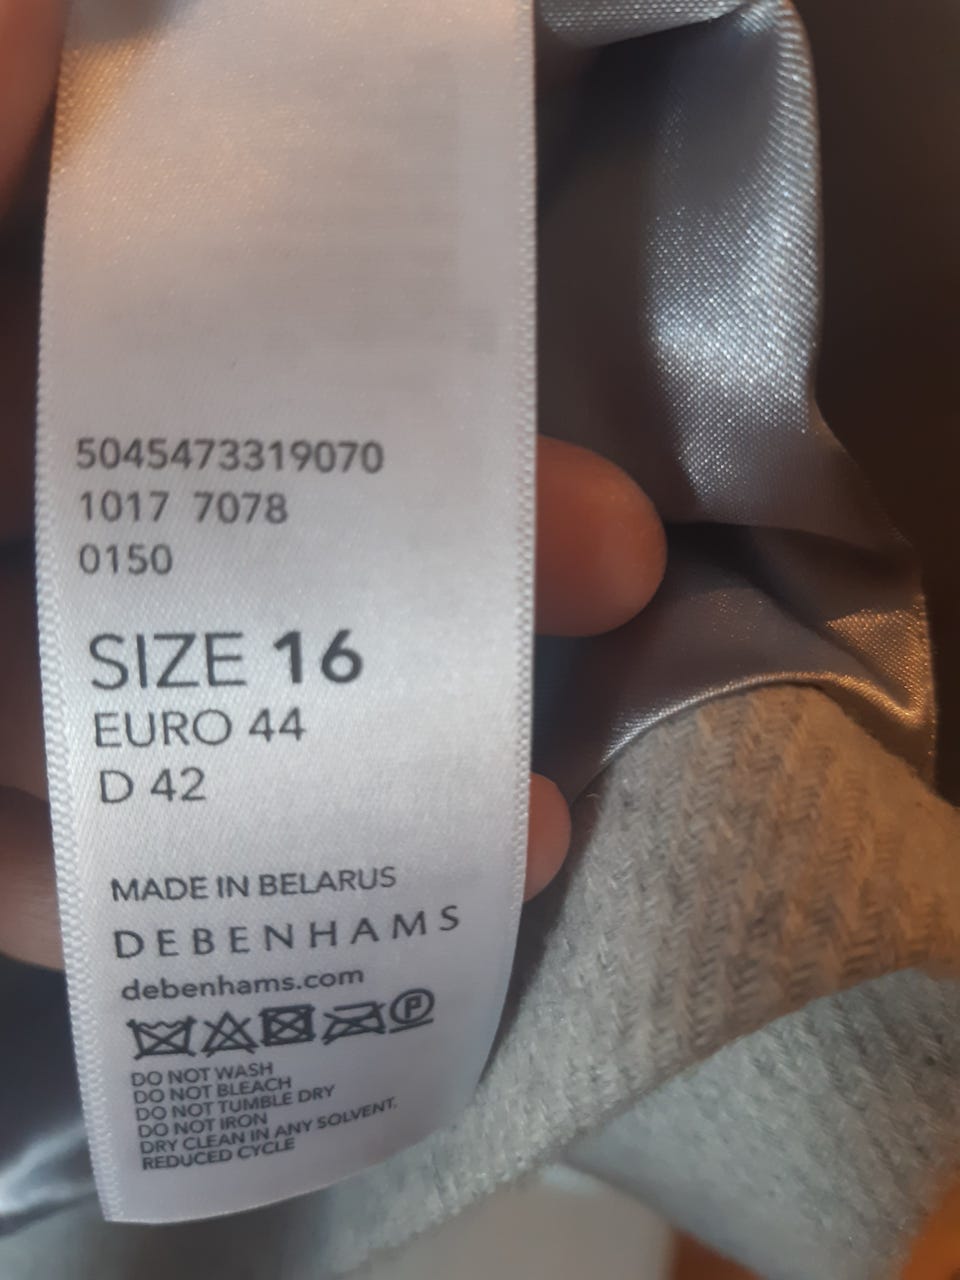 5045473319070
1017 7078
0150
SIZE 16
EURO 44
D 42
MADE IN BELARUS
DEBENHAMS
debenhams.com
P
DO NOT WASH
DO NOT BLEACH
DO NOT TUMBLE DRY
DO NOT IRON
DRY CLEAN IN ANY SOLVENT.
REDUCED CYCLE